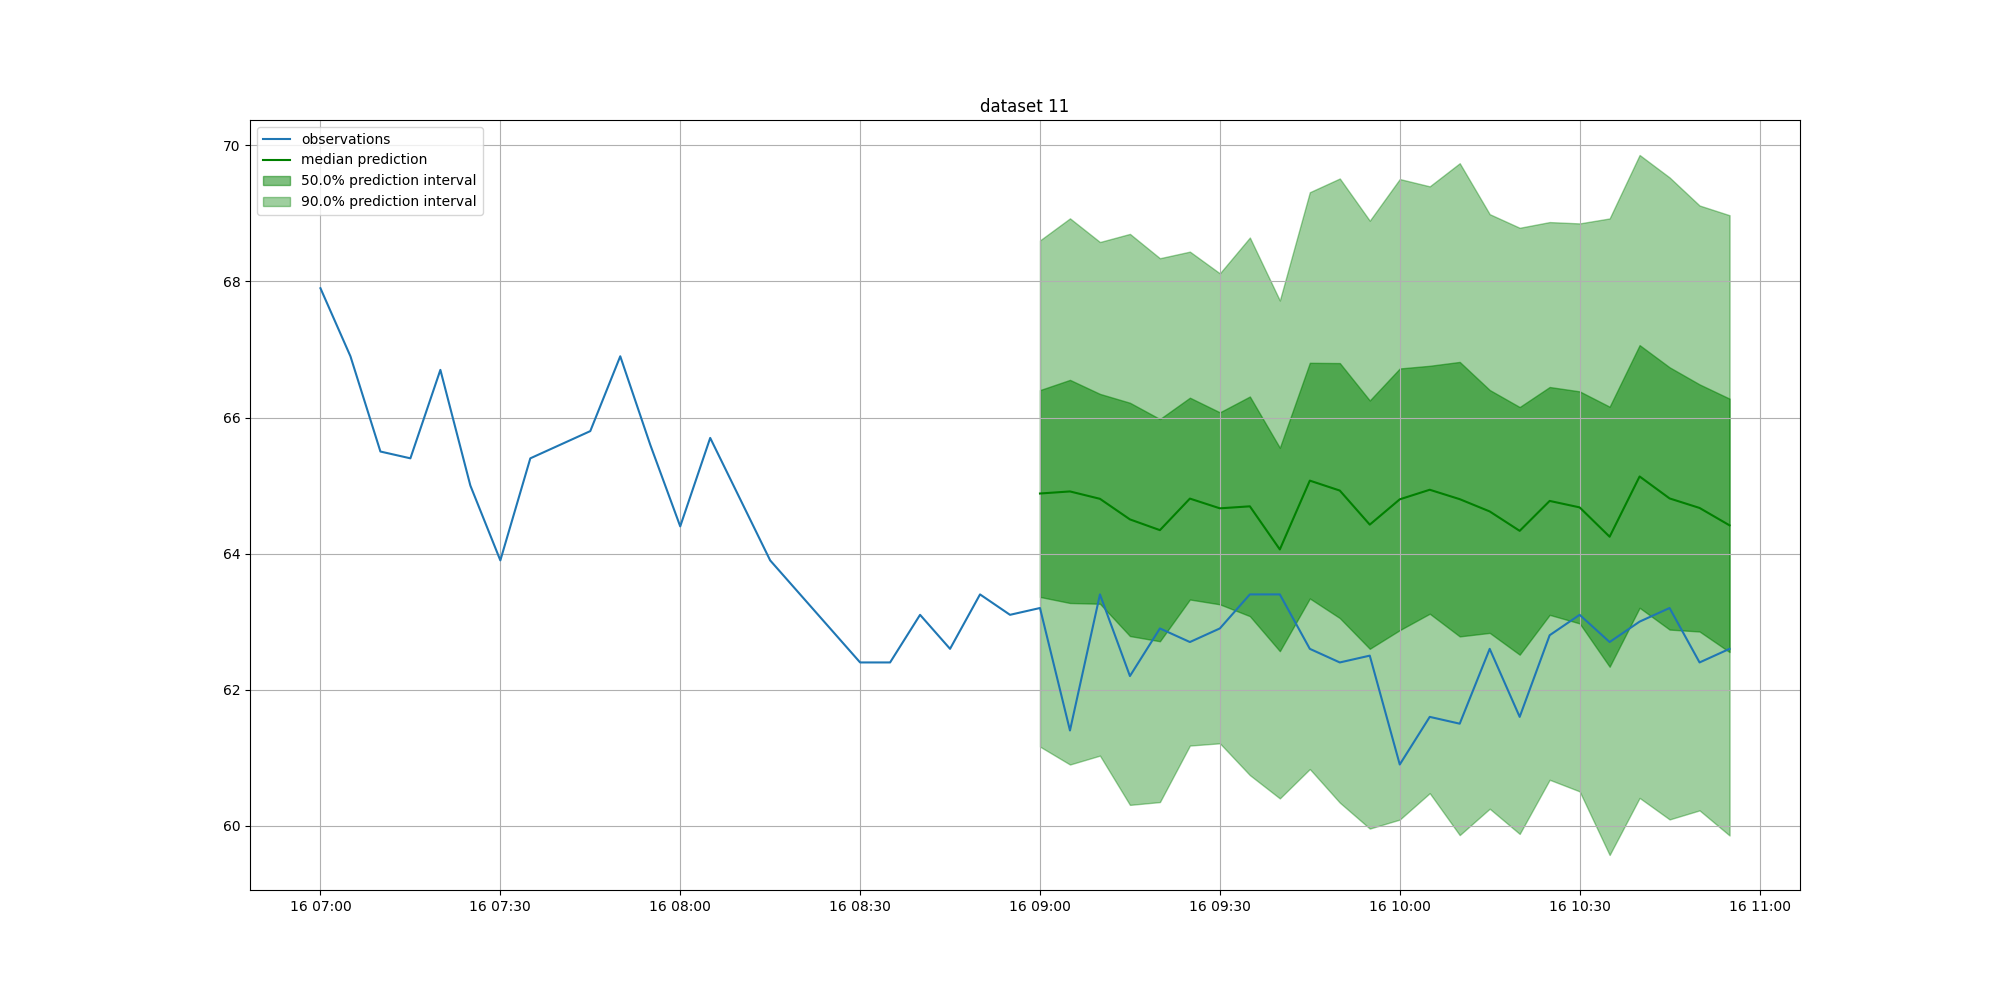 dataset 11
observations
median prediction
50.0% prediction interval
90.0% prediction interval
70
68
66
64
62
60
16 07:00 16 07:30 16 08:00 16 08:30 16 09:00 16 09:30 16 10:00 16 10:30 16 11:00